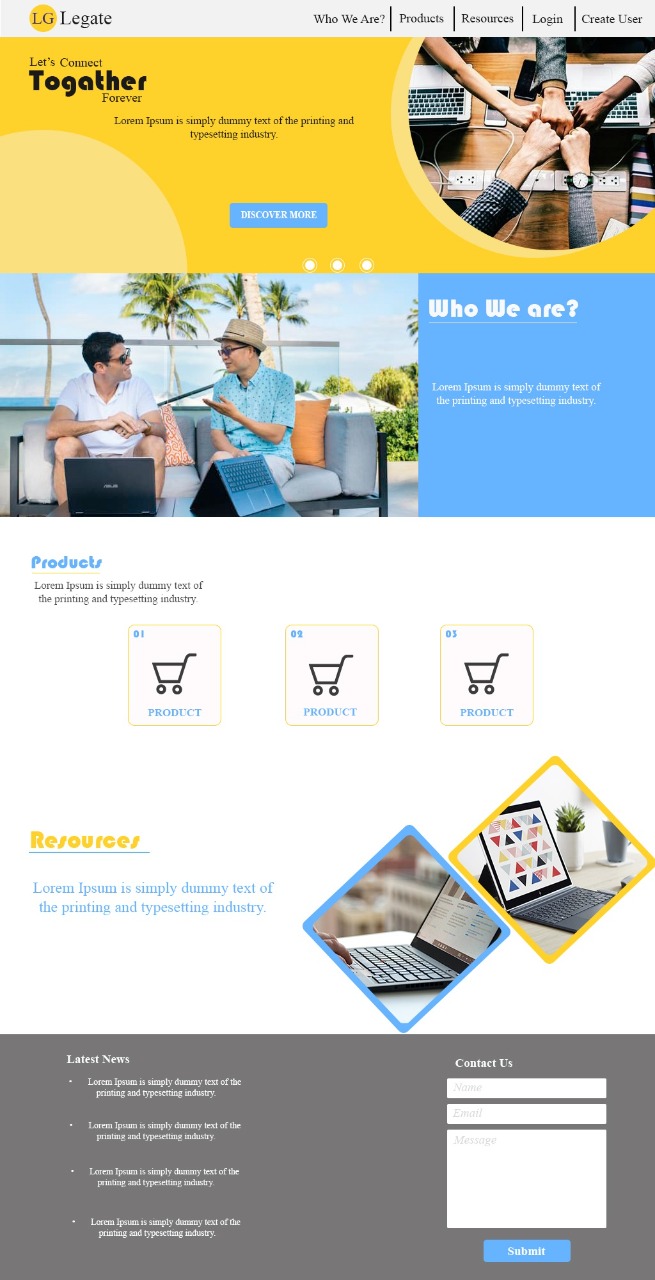 LG Legate
Who We Are?
Products
Resources
Login
Create User
Let's Connect
Togather
Forever
Lorem Ipsum is simply dummy text of the printing and
typesetting industry.
DISCOVER MORE
Who We are?
Lorem Ipsum is simply dummy text of
the printing and typesetting industry.
ASUS
Products
Lorem Ipsum is simply dummy text of
the printing and typesetting industry.
01
PRODUCT
02
PRODUCT
03
PRODUCT
Resources
Lorem Ipsum is simply dummy text of
the printing and typesetting industry.
Latest News
• Lorem Ipsum is simply dummy text of the
printing and typesetting industry.
• Lorem Ipsum is simply dummy text of the
printing and typesetting industry.
• Lorem Ipsum is simply dummy text of the
printing and typesetting industry.
• Lorem Ipsum is simply dummy text of the
printing and typesetting industry.
Contact Us
Name
Email
Message
Submit